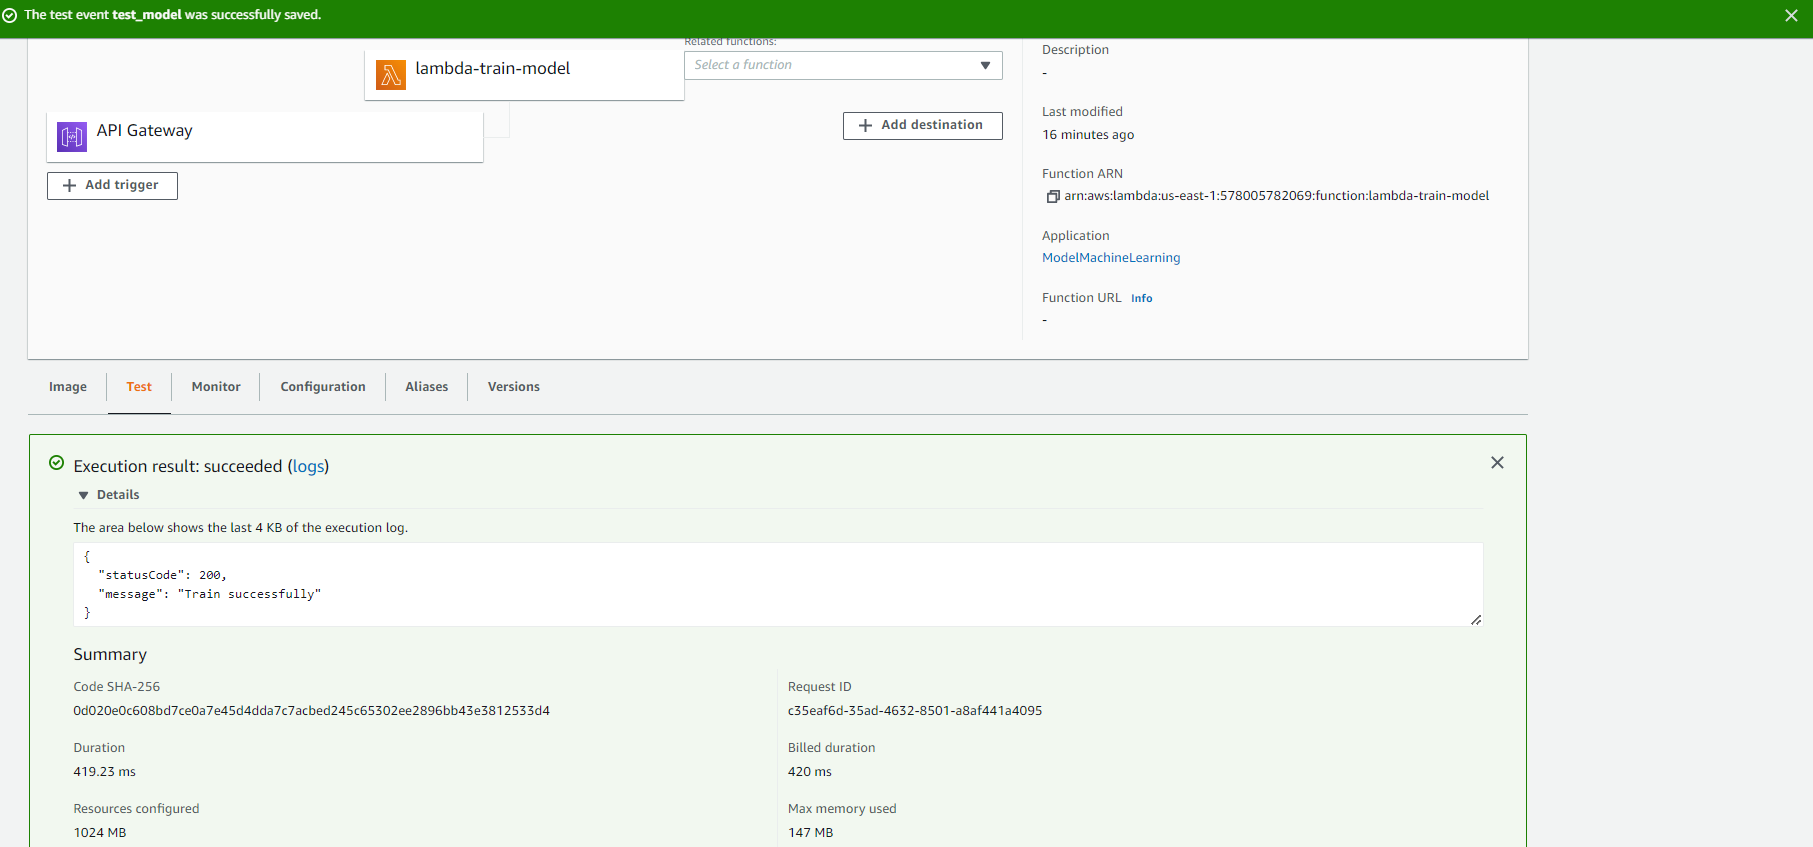 The test event test_model was successfully saved.
Related functions:
lambda-train-model
Select a function
API Gateway
Add destination
Add trigger
Description
-
Last modified
16 minutes ago
Function ARN
arn:aws:lambda:us-east-1:578005782069:function:lambda-train-model
Application
ModelMachineLearning
Function URL Info
-
Image Test Monitor Configuration Aliases Versions
Execution result: succeeded (logs)
Details
The area below shows the last 4 KB of the execution log.
{
"statusCode": 200,
"message": "Train successfully"
}
Summary
Code SHA-256
0d020e0c608bd7ce0a7e45d4dda7c7acbed245c65302ee2896bb43e3812533d4
Request ID
c35eaf6d-35ad-4632-8501-a8af441a4095
Duration
419.23 ms
Billed duration
420 ms
Resources configured
1024 MB
Max memory used
147 MB